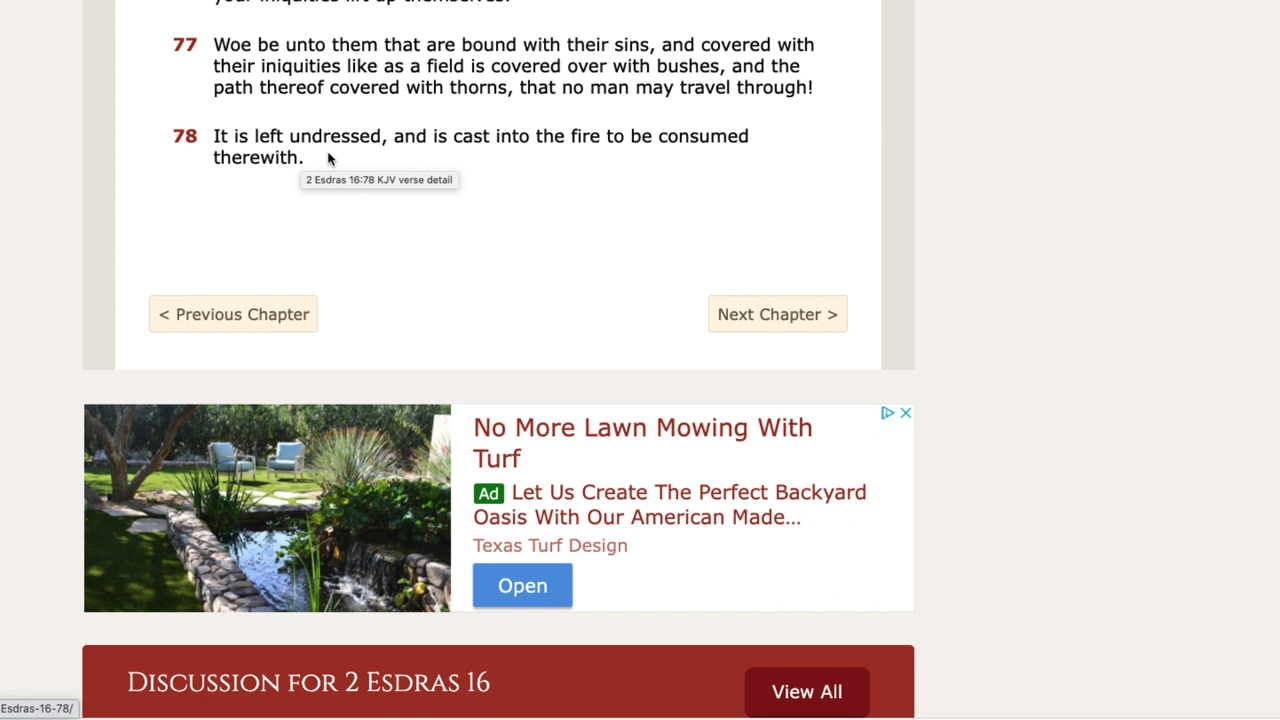 your iniquities lift up themselves.
77 Woe be unto them that are bound with their sins, and covered with
their iniquities like as a field is covered over with bushes, and the
path thereof covered with thorns, that no man may travel through!
78 It is left undressed, and is cast into the fire to be consumed
therewith.
2 Esdras 16:78 KJV verse detail
< Previous Chapter
Next Chapter >
No More Lawn Mowing With
Turf
Ad Let Us Create The Perfect Backyard
Oasis With Our American Made...
Texas Turf Design
Open
Discussion for 2 Esdras 16
View All
Esdras-16-78/